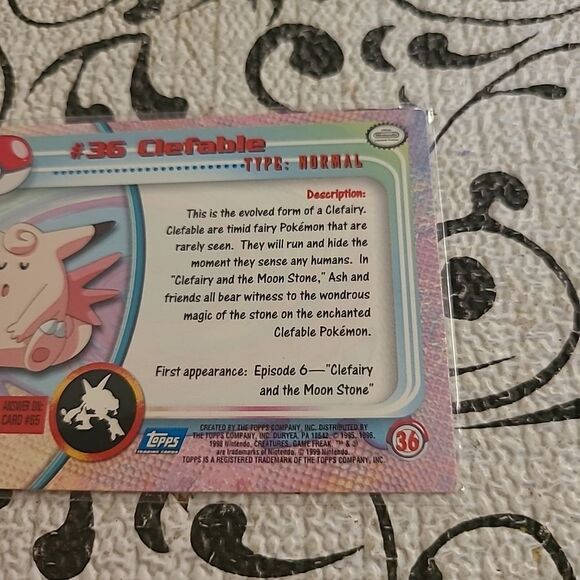 #36 Clefable
TYPE: NORMAL
Description:
This is the evolved form of a Clefairy.
Clefable are timid fairy Pokémon that are
rarely seen. They will run and hide the
moment they sense any humans. In
"Clefairy and the Moon Stone," Ash and
friends all bear witness to the wondrous
magic of the stone on the enchanted
Clefable Pokémon.
First appearance: Episode 6—"Clefairy
and the Moon Stone"
ANSWER ON:
CARD #65
Topps
TRADING CARDS
CREATED BY THE TOPPS COMPANY, INC. DISTRIBUTED BY
THE TOPPS COMPANY, INC. DURYEA, PA 18642. © 1995, 1996,
1998 Nintendo, CREATURES, GAME FREAK. ™ & ®
are trademarks of Nintendo. © 1999 Nintendo.
TOPPS IS A REGISTERED TRADEMARK OF THE TOPPS COMPANY, INC.
36
Nintendo